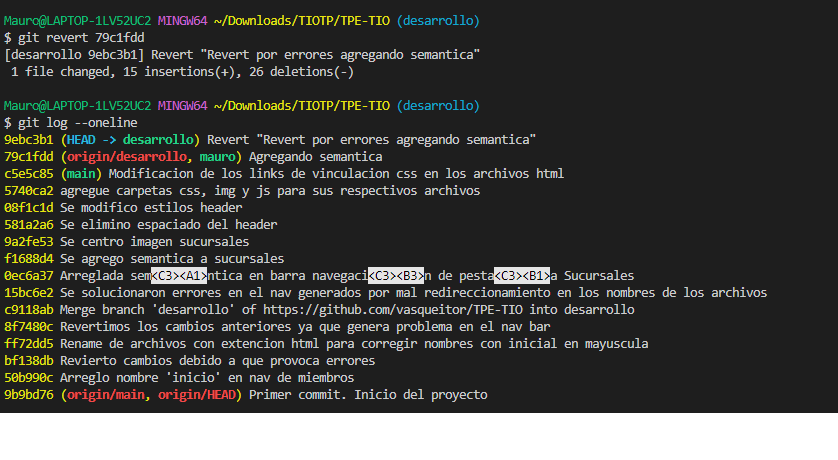 Mauro@LAPTOP-1LV52UC2 MINGW64 ~/Downloads/TIOTP/TPE-TIO (desarrollo)
$ git revert 79c1fdd
[desarrollo 9ebc3b1] Revert "Revert por errores agregando semantica"
 1 file changed, 15 insertions(+), 26 deletions(-)
Mauro@LAPTOP-1LV52UC2 MINGW64 ~/Downloads/TIOTP/TPE-TIO (desarrollo)
$ git log --oneline
9ebc3b1 (HEAD -> desarrollo) Revert "Revert por errores agregando semantica"
79c1fdd (origin/desarrollo, mauro) Agregando semantica
c5e5c85 (main) Modificacion de los links de vinculacion css en los archivos html
5740ca2 agregue carpetas css, img y js para sus respectivos archivos
08f1c1d Se modifico estilos header
581a2a6 Se elimino espaciado del header
9a2fe53 Se centro imagen sucursales
f1688d4 Se agrego semantica a sucursales
0ec6a37 Arreglada sem<C3><A1>ntica en barra navegaci<C3><B3>n de pesta<C3><B1>a Sucursales
15bc6e2 Se solucionaron errores en el nav generados por mal redireccionamiento en los nombres de los archivos
c9118ab Merge branch 'desarrollo' of https://github.com/vasqueitor/TPE-TIO into desarrollo
8f7480c Revertimos los cambios anteriores ya que genera problema en el nav bar
ff72dd5 Rename de archivos con extencion html para corregir nombres con inicial en mayuscula
bf138db Revierto cambios debido a que provoca errores
50b990c Arreglo nombre 'inicio' en nav de miembros
9b9bd76 (origin/main, origin/HEAD) Primer commit. Inicio del proyecto